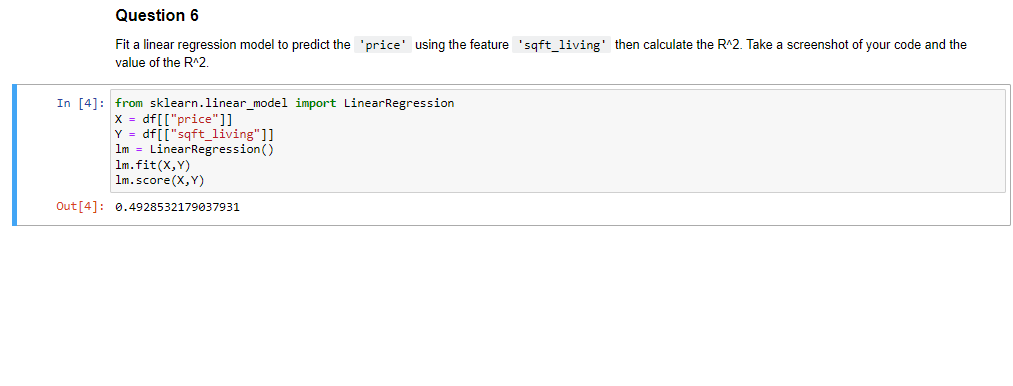 Question 6
Fit a linear regression model to predict the 'price' using the feature 'sqft_living' then calculate the R^2. Take a screenshot of your code and the
value of the R^2.
In [4]: from sklearn.linear_model import LinearRegression
X = df[["price"]]
Y = df[["sqft_living"]]
lm = LinearRegression()
lm.fit(X,Y)
lm.score(X,Y)
Out[4]: 0.4928532179037931